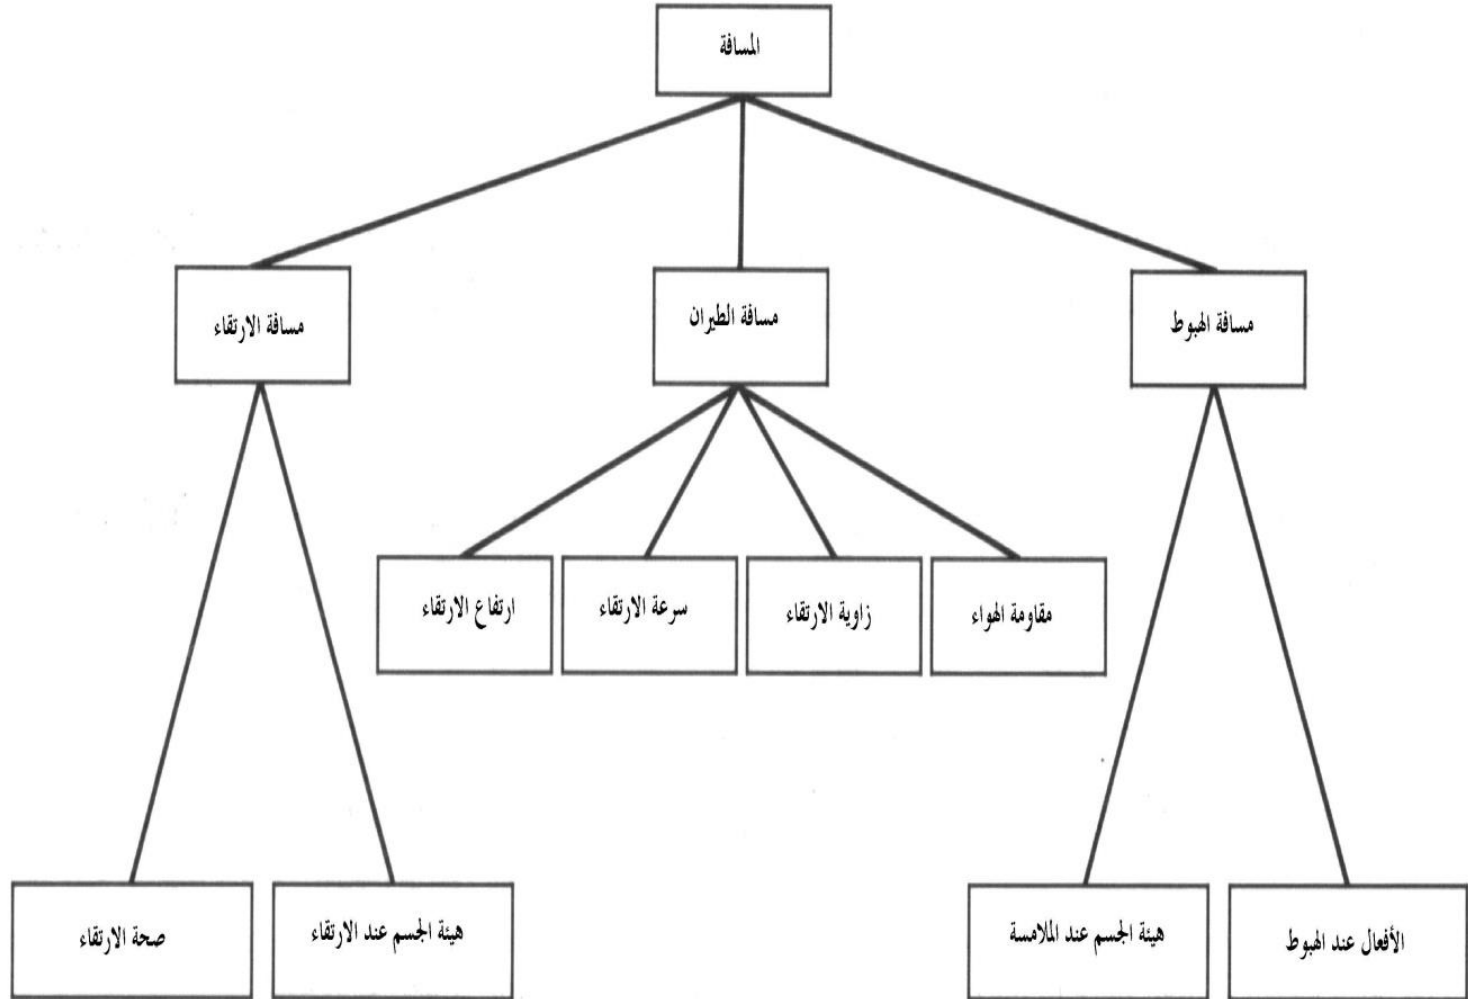 المسافة
مسافة الهبوط
مسافة الطيران
مسافة الارتقاء
مقاومة الهواء
زاوية الارتقاء
سرعة الارتقاء
ارتفاع الارتقاء
الأفعال عند الهبوط
هيئة الجسم عند الملامسة
هيئة الجسم عند الارتقاء
صحة الارتقاء